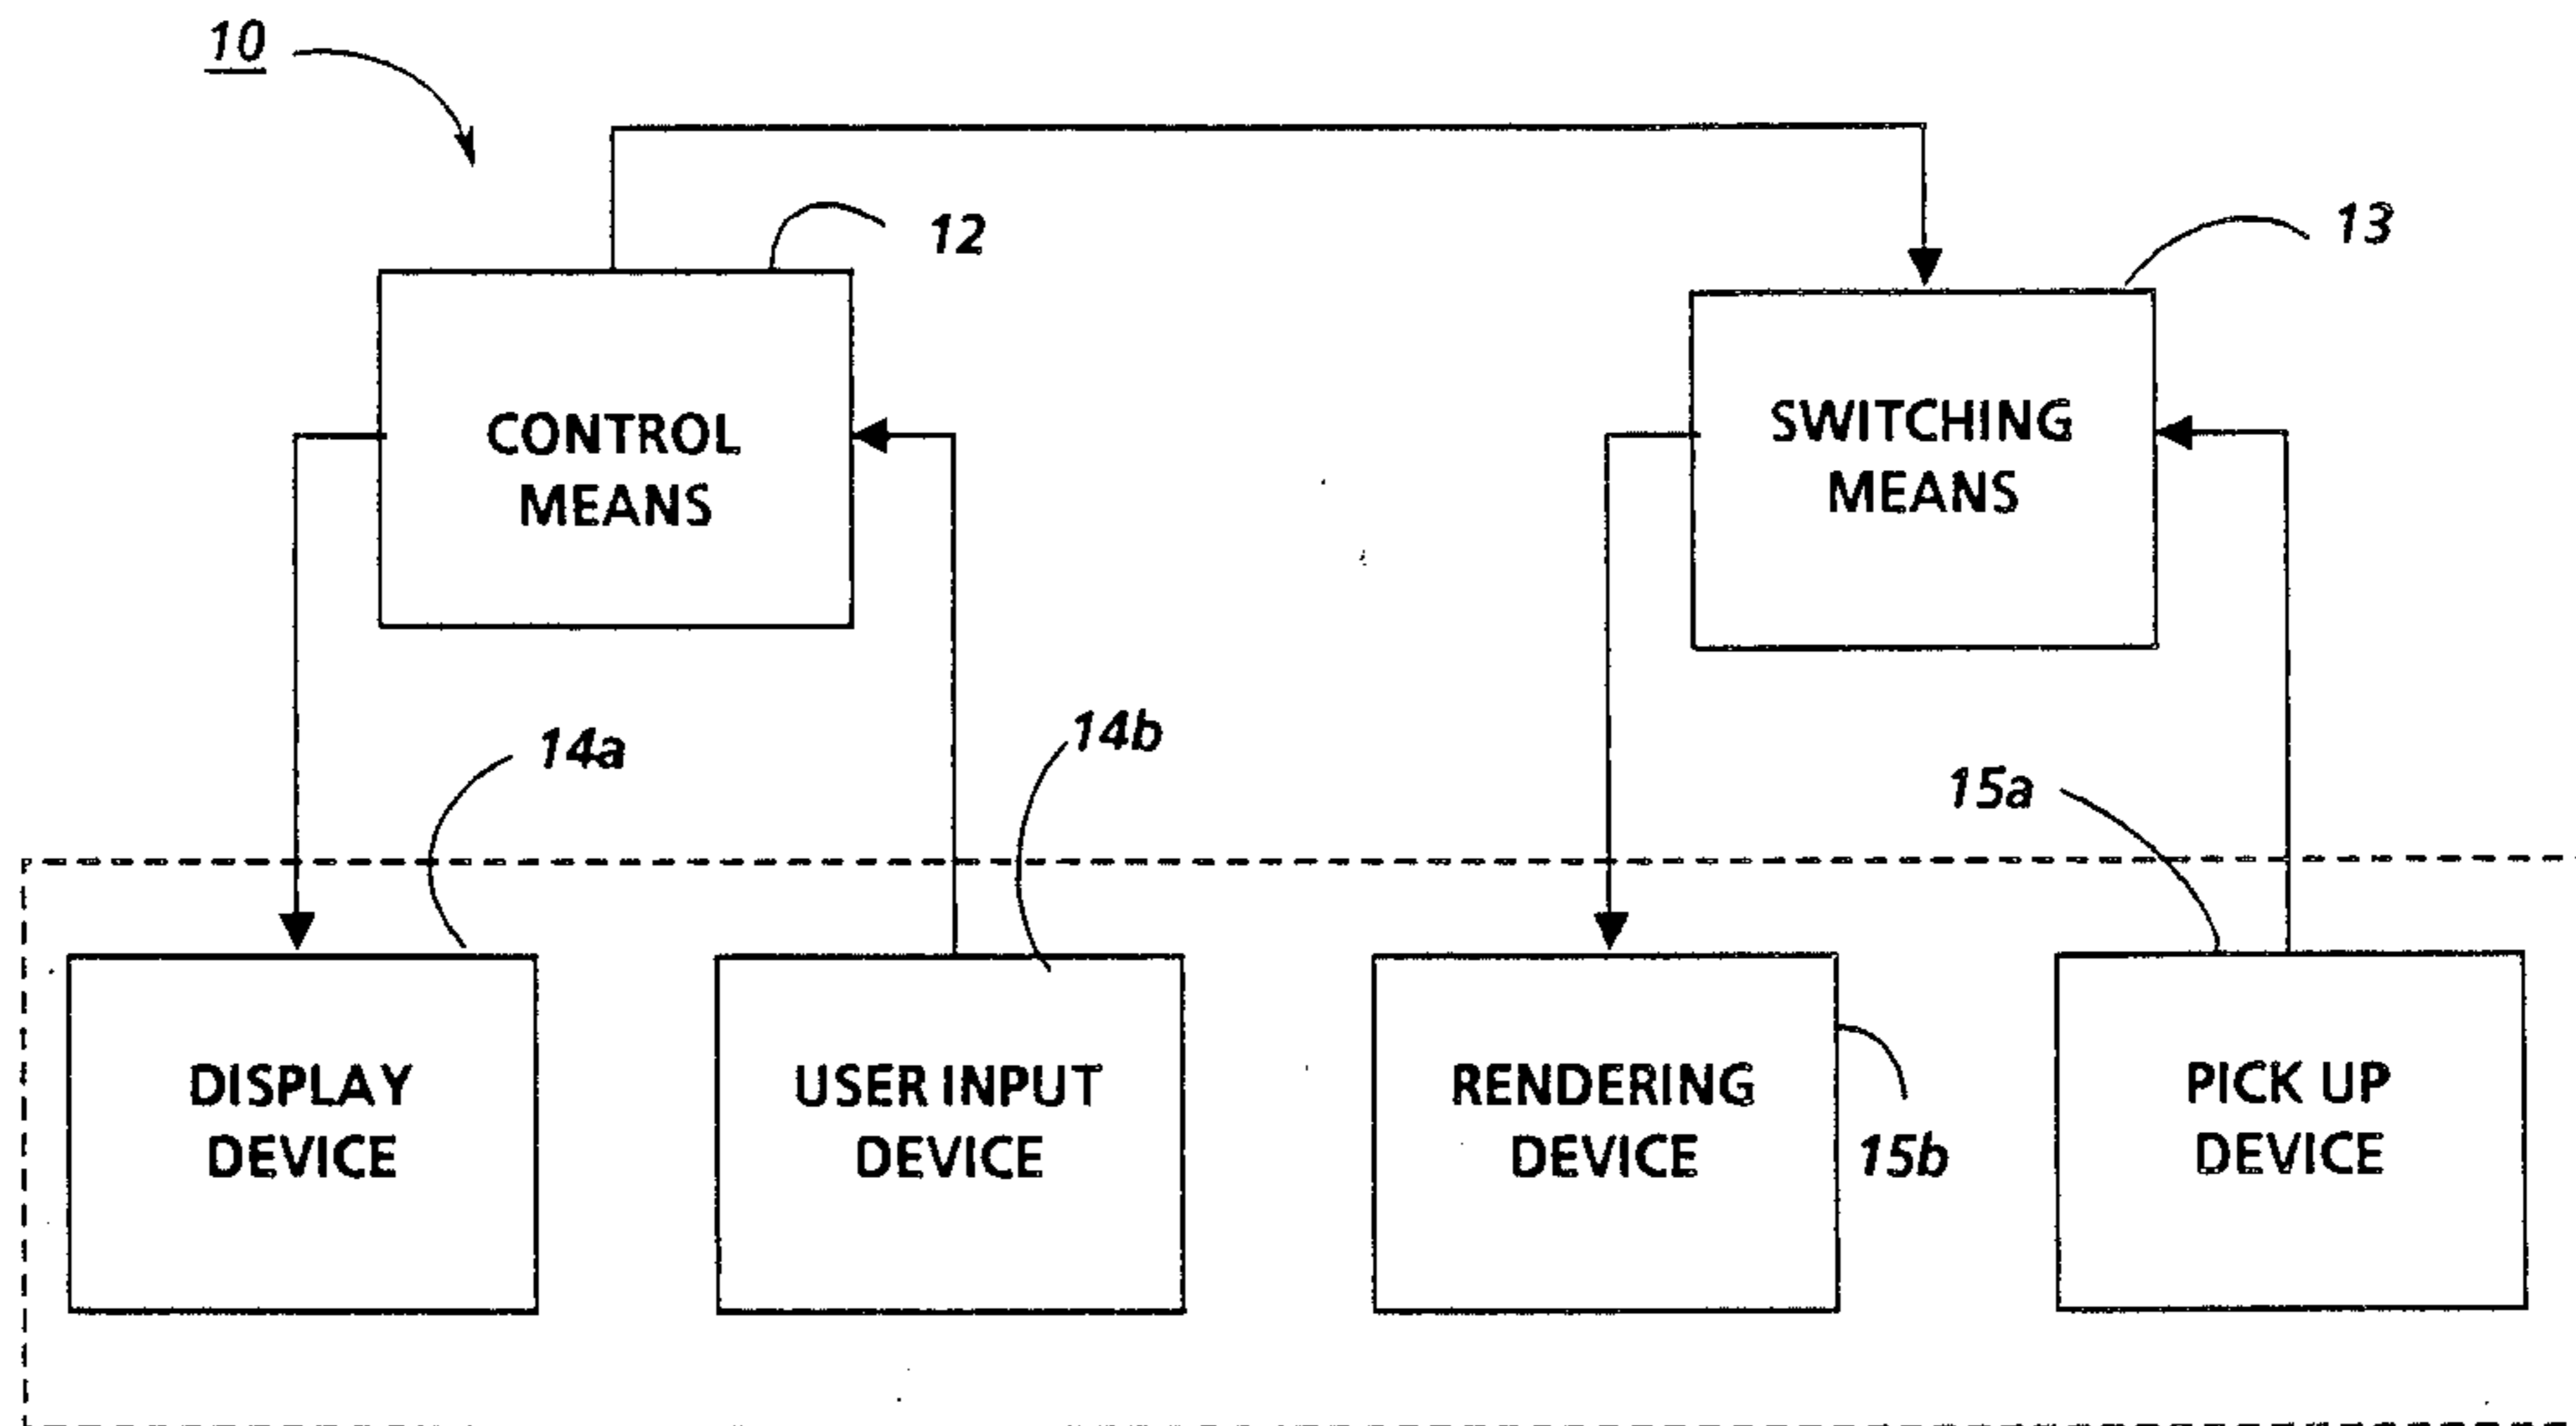 10
12
13
CONTROL
MEANS
SWITCHING
MEANS
14a
14b
15a
DISPLAY
DEVICE
USER INPUT
DEVICE
RENDERING
DEVICE
15b
PICK UP
DEVICE